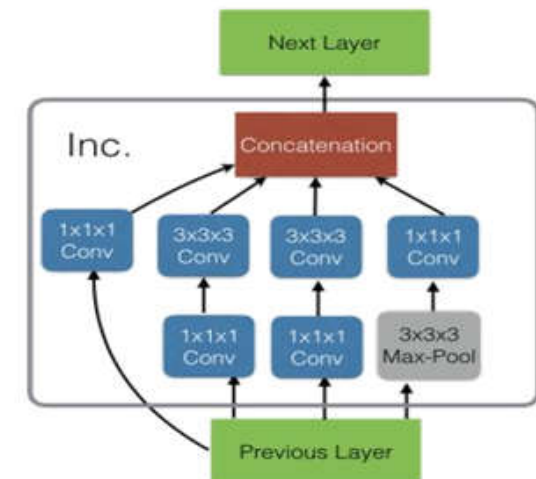 Next Layer
Inc.
Concatenation
1x1x1
Conv
3x3x3
Conv
3x3x3
Conv
1x1x1
Conv
1x1x1
Conv
1x1x1
Conv
3x3x3
Max-Pool
Previous Layer